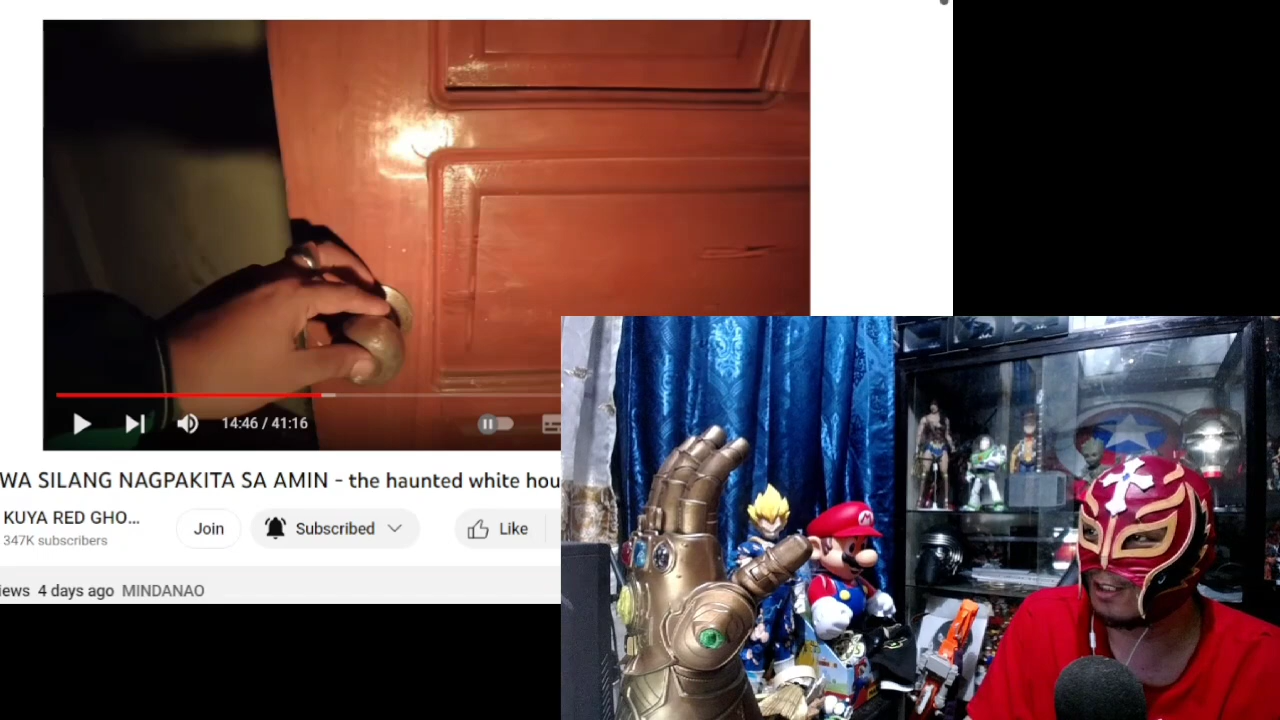 14:46 / 41:16
WA SILANG NAGPAKITA SA AMIN - the haunted white hou
KUYA RED GHO...
347K subscribers
Join
Subscribed
Like
iews 4 days ago MINDANAO
M